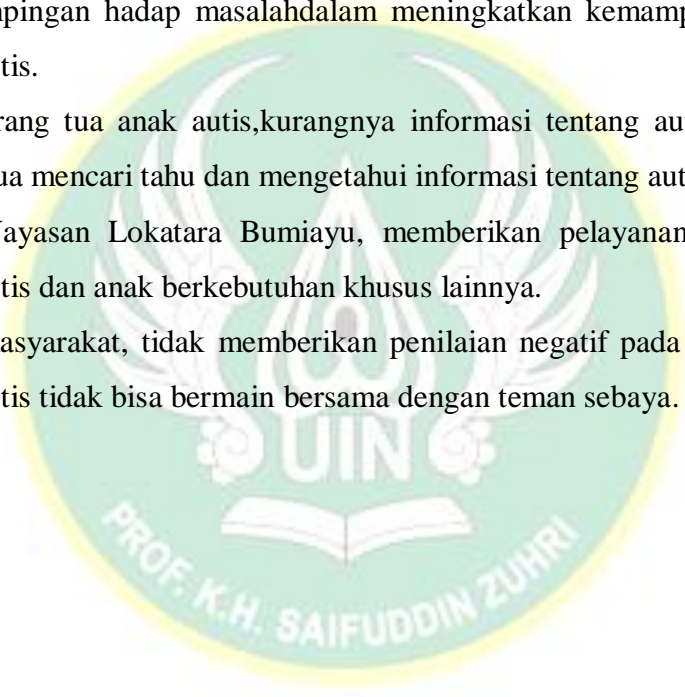 mpingan hadap masalahdalam meningkatkan kemamp
tis.
rang tua anak autis,kurangnya informasi tentang au
ua mencari tahu dan mengetahui informasi tentang aut
Yayasan Lokatara Bumiayu, memberikan pelayanan
tis dan anak berkebutuhan khusus lainnya.
asyarakat, tidak memberikan penilaian negatif pada
tis tidak bisa bermain bersama dengan teman sebaya.
UIN
PROF. K.H. SAIFUDDIN ZUHRI